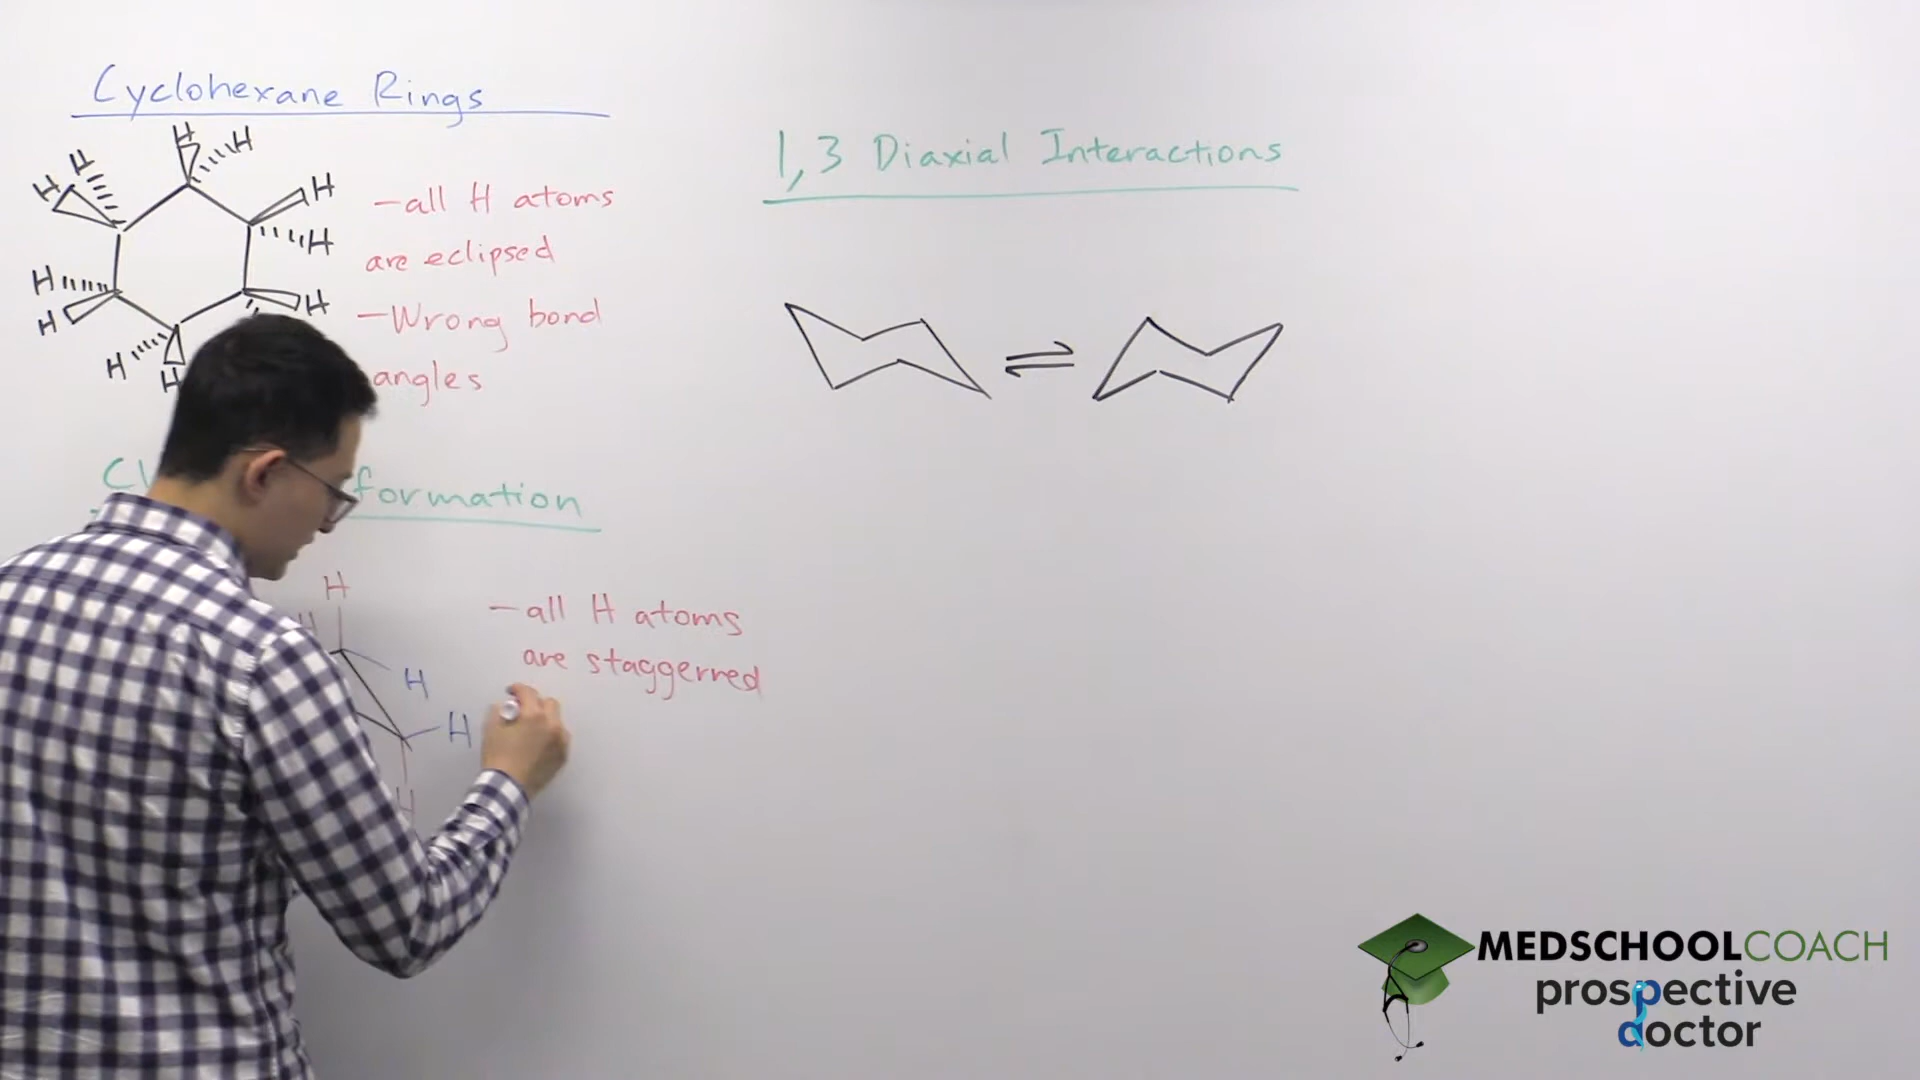 Cyclohexane Rings
H H
H H
H
H
H
H
H
H
H
-all H atoms
are eclipsed
-Wrong bond
angles
formation
H
H
H
H
H
-all H atoms
are staggerred
1,3 Diaxial Interactions
MEDSCHOOLCOACH
prospective
doctor